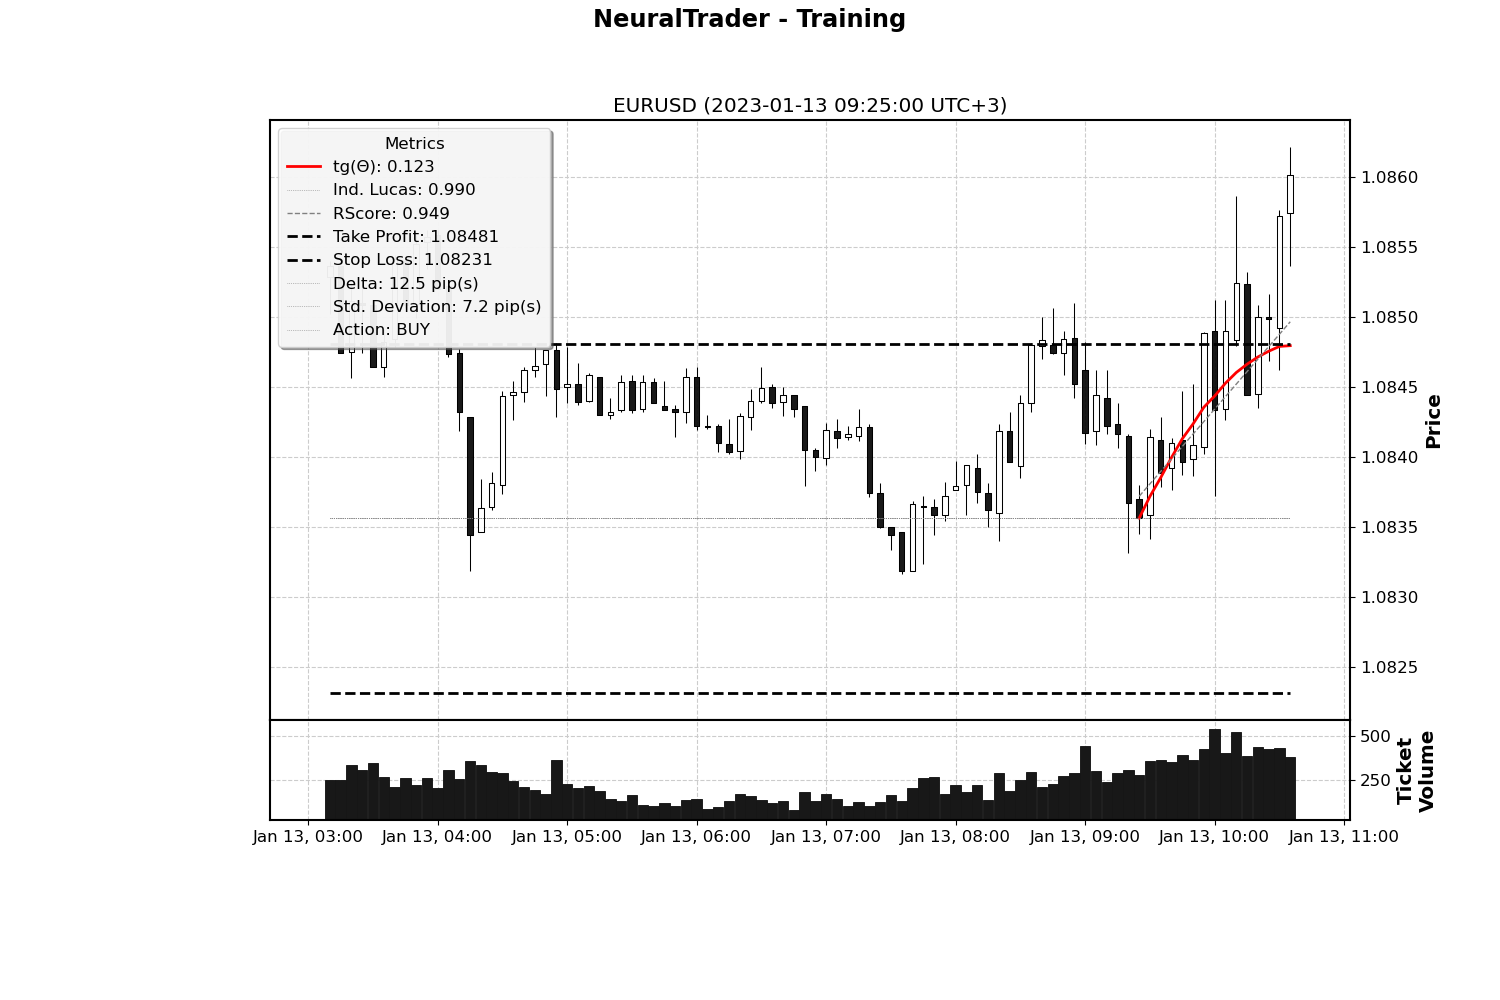 NeuralTrader - Training
EURUSD (2023-01-13 09:25:00 UTC+3)
Metrics
tg(Θ): 0.123
Ind. Lucas: 0.990
RScore: 0.949
Take Profit: 1.08481
Stop Loss: 1.08231
Delta: 12.5 pip(s)
Std. Deviation: 7.2 pip(s)
Action: BUY
1.0860
1.0855
1.0850
1.0845
1.0840
1.0835
1.0830
1.0825
Price
500
250
Ticket
Volume
Jan 13, 03:00
Jan 13, 04:00
Jan 13, 05:00
Jan 13, 06:00
Jan 13, 07:00
Jan 13, 08:00
Jan 13, 09:00
Jan 13, 10:00
Jan 13, 11:00